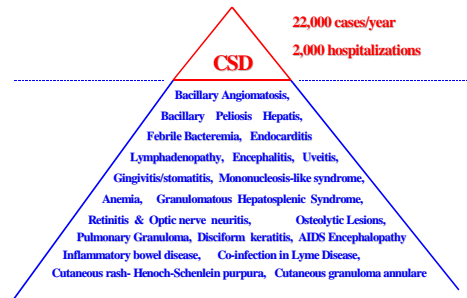 22,000 cases/year
2,000 hospitalizations
CSD
Bacillary Angiomatosis,
Bacillary Peliosis Hepatis,
Febrile Bacteremia, Endocarditis
Lymphadenopathy, Encephalitis, Uveitis,
Gingivitis/stomatitis, Mononucleosis-like syndrome,
Anemia, Granulomatous Hepatosplenic Syndrome,
Retinitis & Optic nerve neuritis, Osteolytic Lesions,
Pulmonary Granuloma, Disciform keratitis, AIDS Encephalopathy
Inflammatory bowel disease, Co-infection in Lyme Disease,
Cutaneous rash- Henoch-Schenlein purpura, Cutaneous granuloma annulare